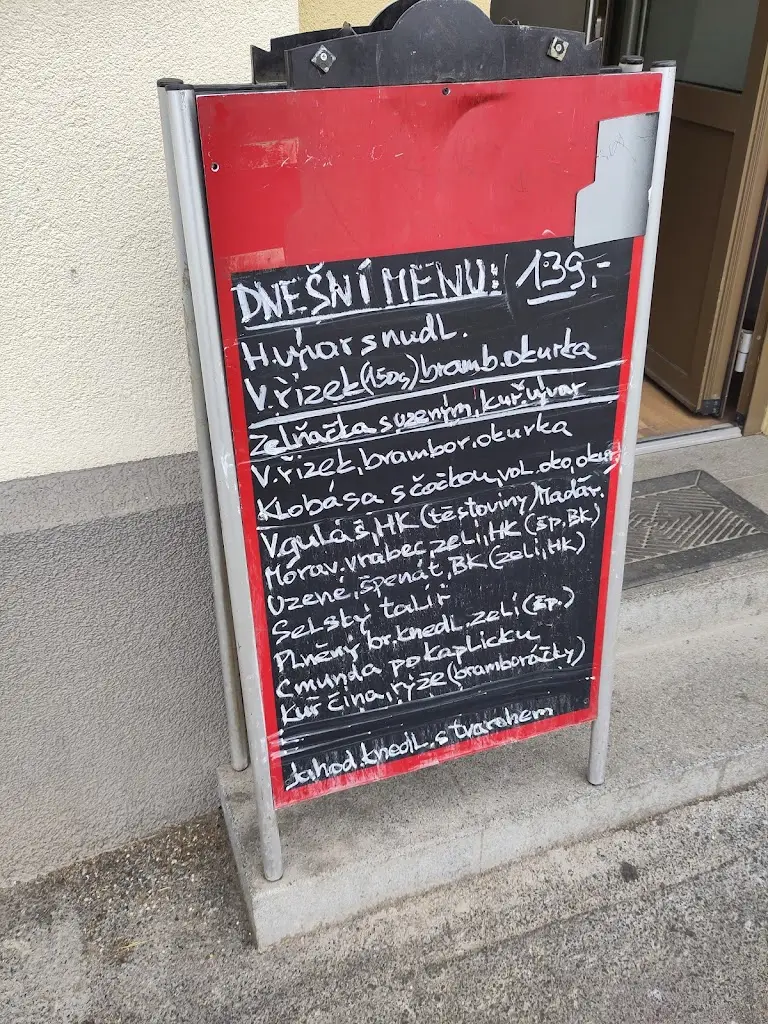 DNEŠNÍ MENU: 139,-
H.vývar s nudl.
V.řízek(150g)bramb.okurka
Zelňačka s uzeným, kuř.vývar
V.řízek, brambor.okurka
Klobása s čočkou, vol.oko, okur.
V.guláš, HK (těstoviny) Maďar.
Morav.vrabec, zelí, HK (šp, BK)
Uzené, špenát, BK (zelí, HK)
Selský talíř
Plněný br.knedl. zelí (šp.)
Cmunda po kaplicku
Kuř čína, rýže (bramboráčky)
Jahod.knedl.s tvarohem